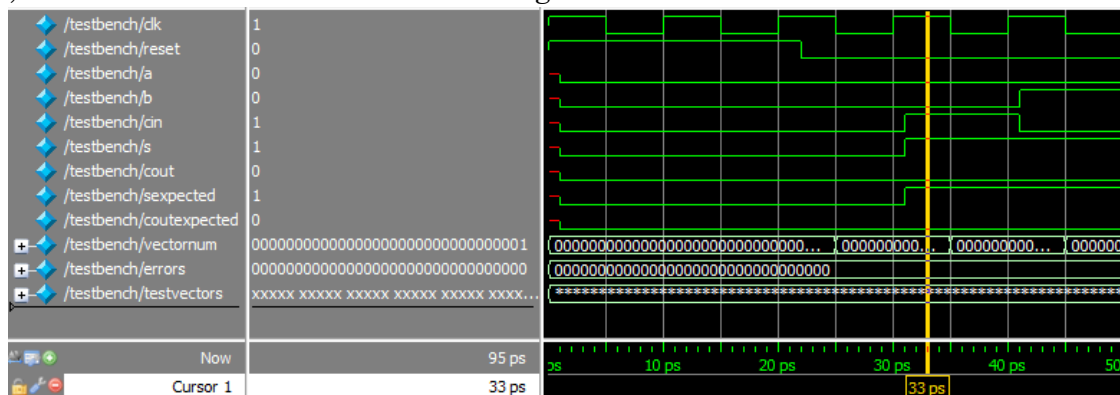 /testbench/clk 1
/testbench/reset 0
/testbench/a 0
/testbench/b 0
/testbench/cin 1
/testbench/s 1
/testbench/cout 0
/testbench/sexpected 1
/testbench/coutexpected 0
/testbench/vectornum 00000000000000000000000000000001 00000000000000000000000000000... 000000000... 000000000... 000000
/testbench/errors 00000000000000000000000000000000 00000000000000000000000000000000
/testbench/testvectors xxxxx xxxxx xxxxx xxxxx xxxxx xxxx...
Now 95 ps ps 10 ps 20 ps 30 ps 40 ps 50
Cursor 1 33 ps 33 ps